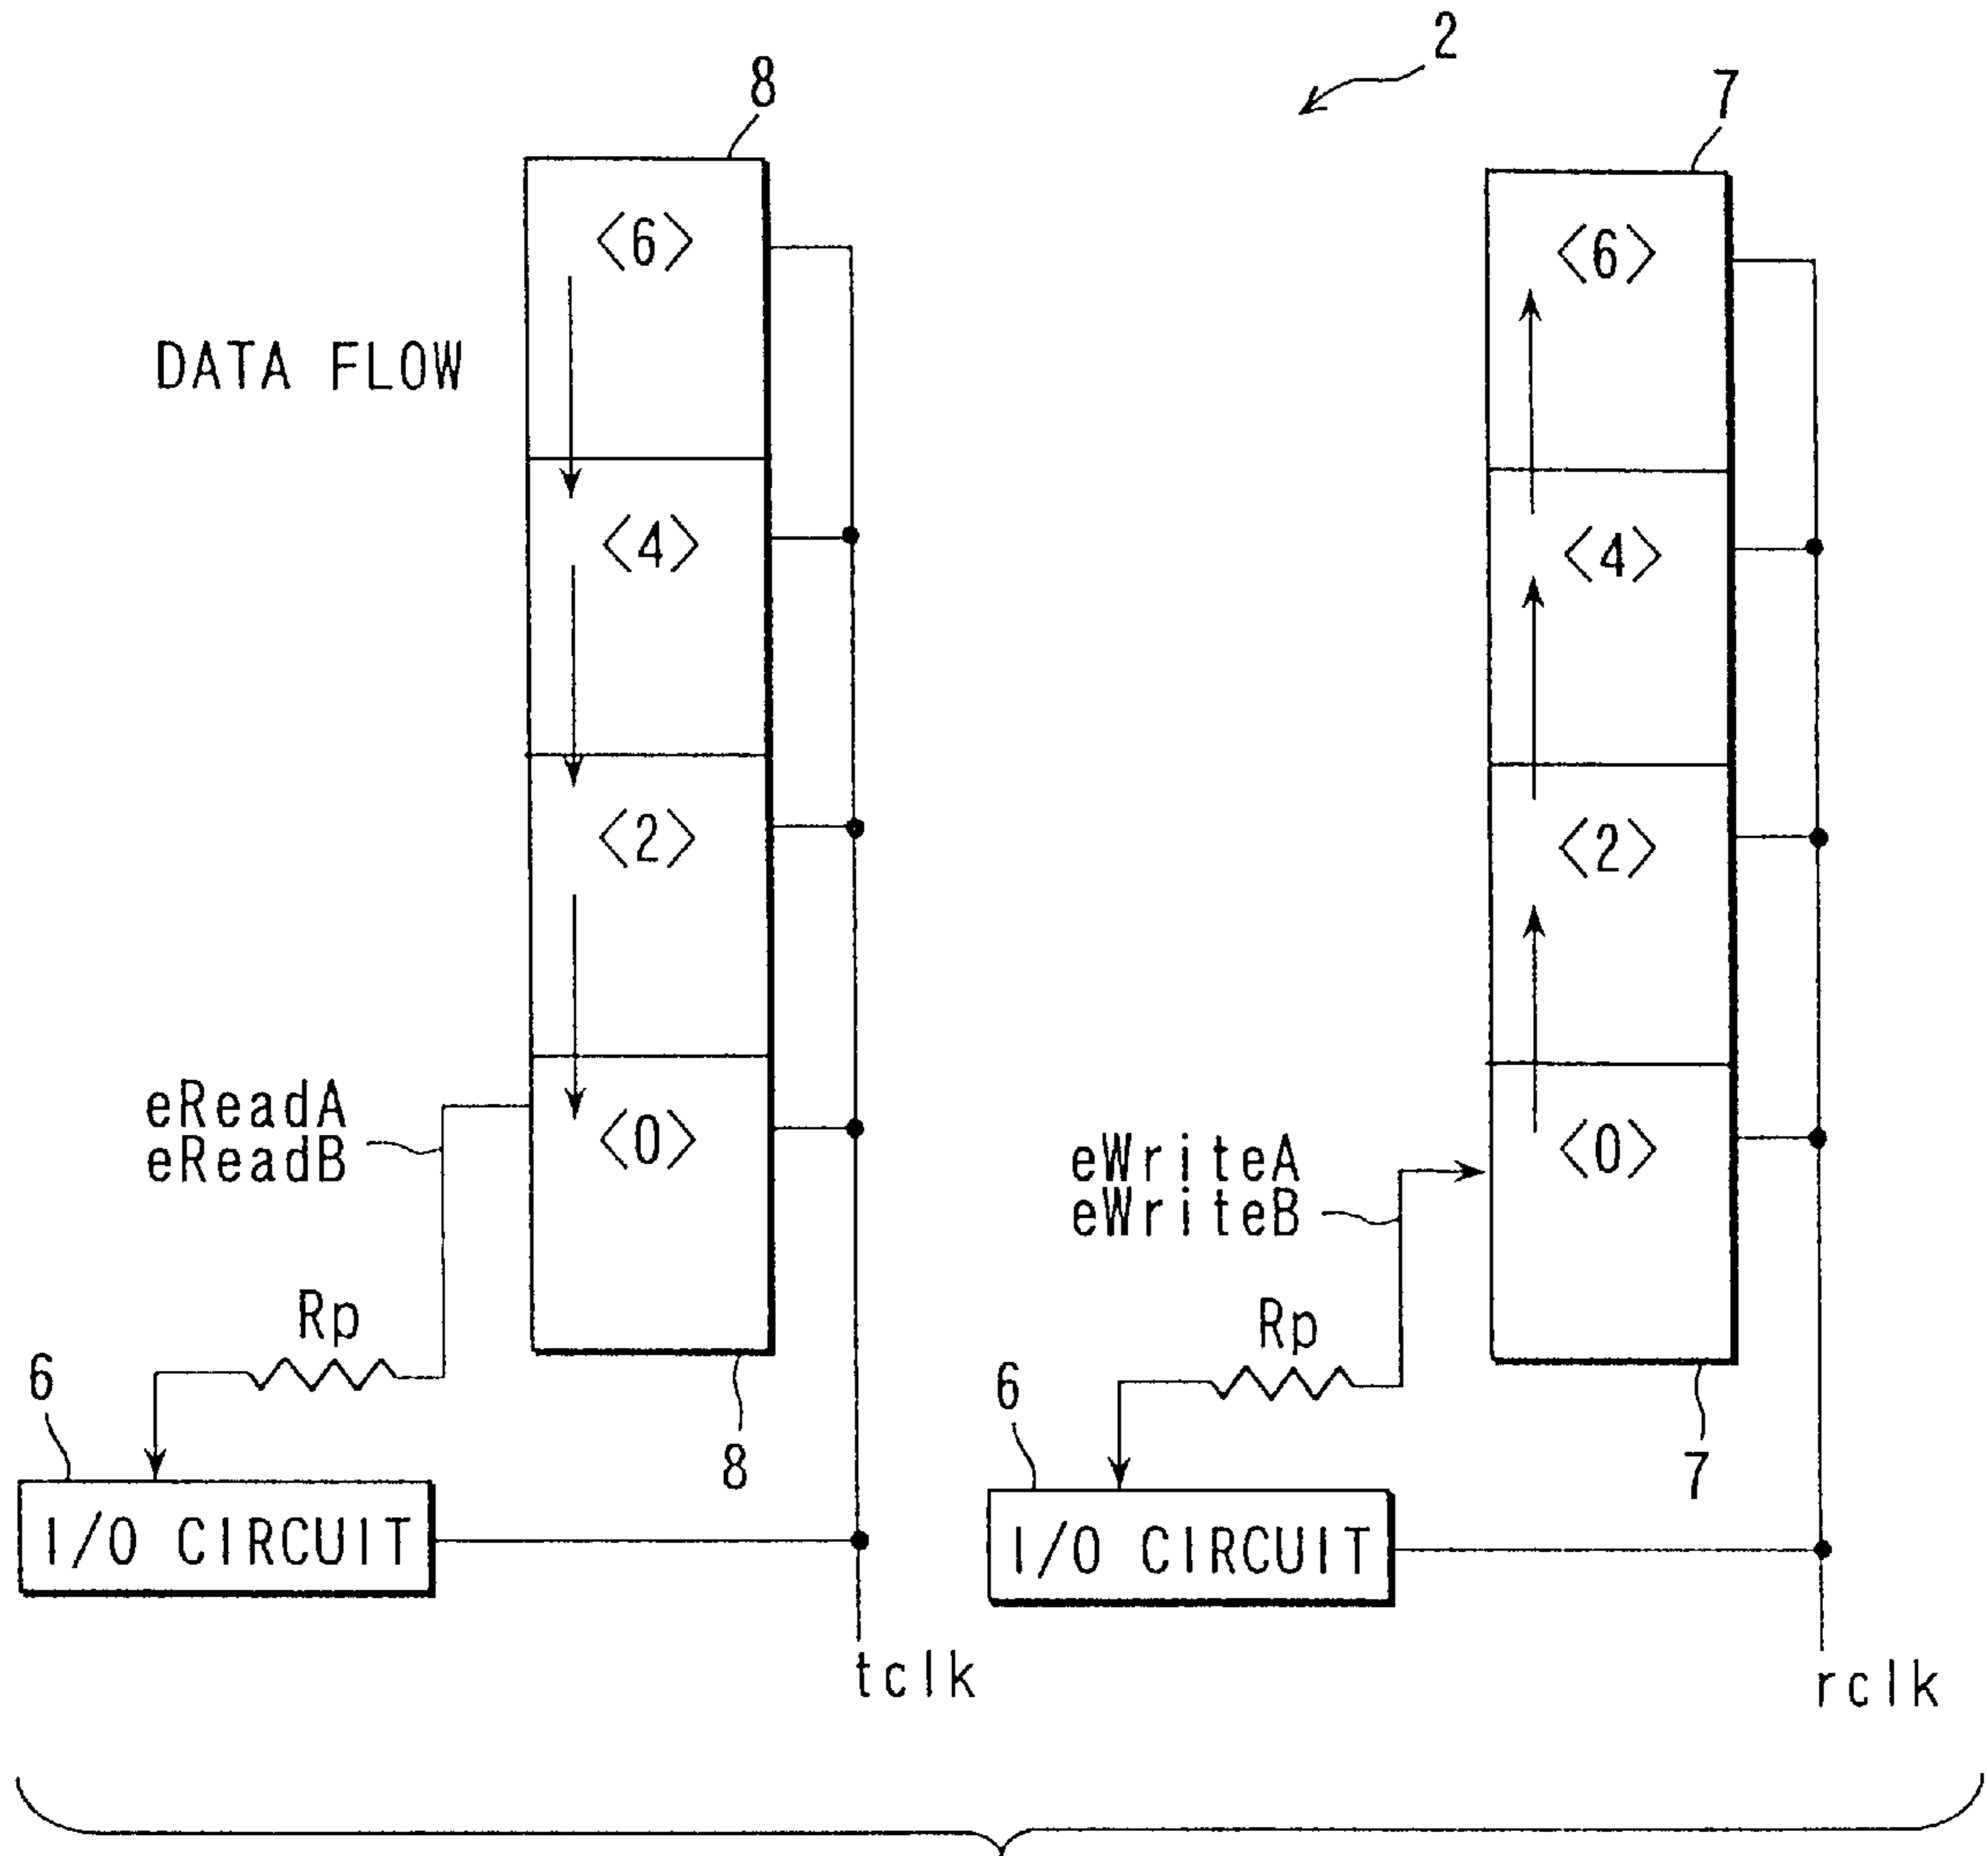 2
8
7
<6>
<6>
DATA FLOW
<4>
<4>
<2>
<2>
eReadA
eReadB
<0>
<0>
eWriteA
eWriteB
Rp
Rp
6
6
8
7
I/O CIRCUIT
I/O CIRCUIT
tclk
rclk